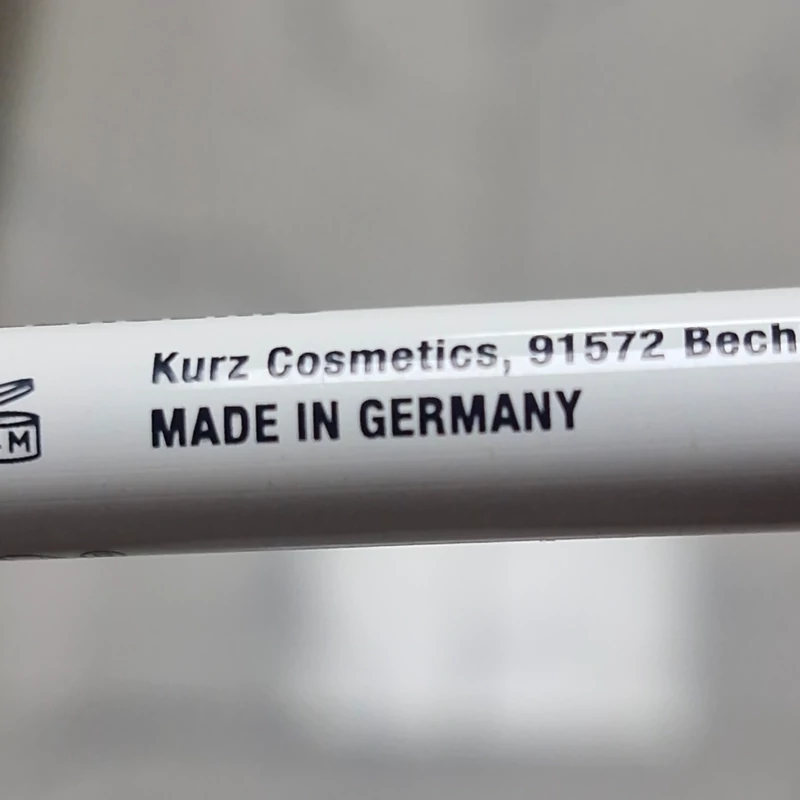 Kurz Cosmetics, 91572 Bech
MADE IN GERMANY
M